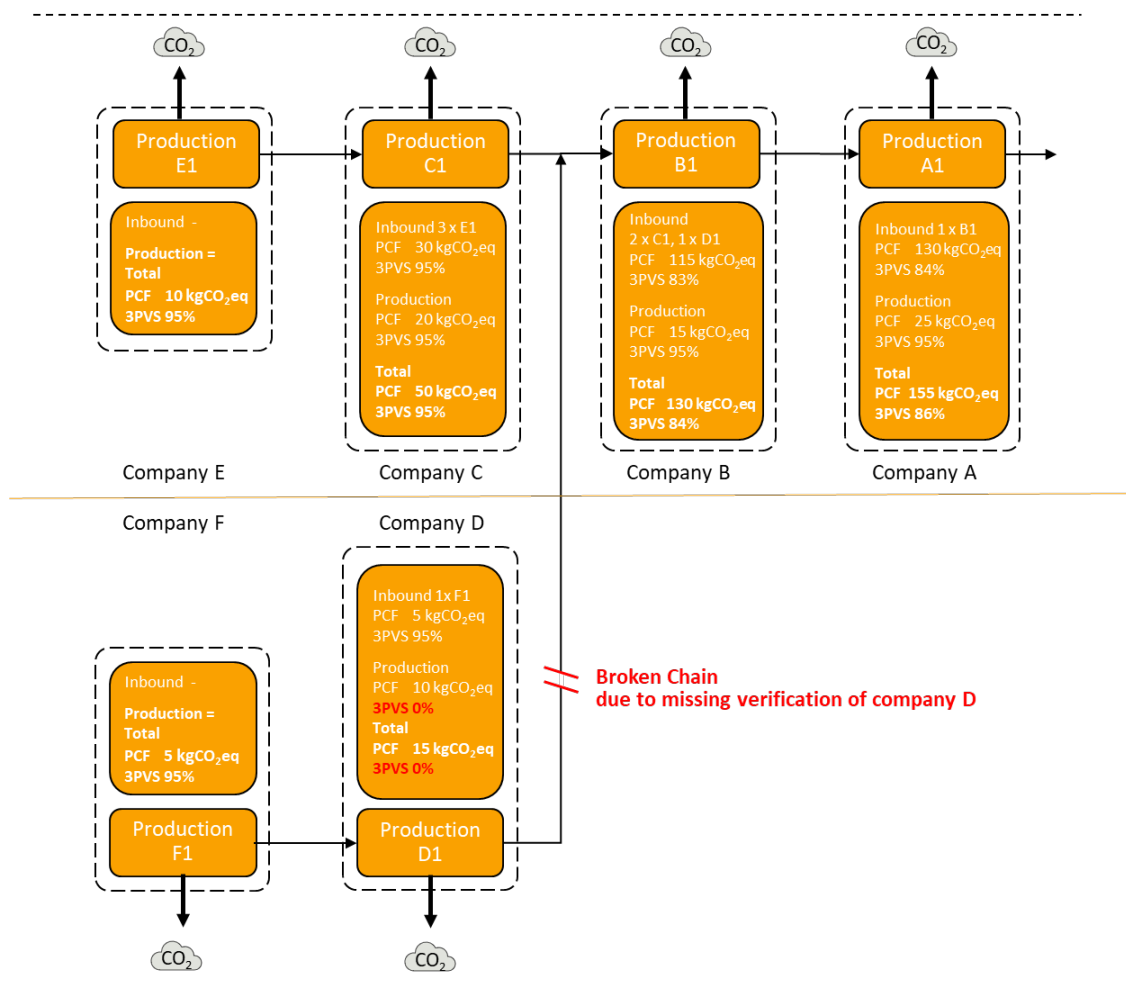 CO2
CO2
CO2
CO2
Production
E1
Production
C1
Production
B1
Production
A1
Inbound -
Production =
Total
PCF 10 kgCO2eq
3PVS 95%
Inbound 3 x E1
PCF 30 kgCO2eq
3PVS 95%
Production
PCF 20 kgCO2eq
3PVS 95%
Total
PCF 50 kgCO2eq
3PVS 95%
Inbound
2 x C1, 1 x D1
PCF 115 kgCO2eq
3PVS 83%
Production
PCF 15 kgCO2eq
3PVS 95%
Total
PCF 130 kgCO2eq
3PVS 84%
Inbound 1 x B1
PCF 130 kgCO2eq
3PVS 84%
Production
PCF 25 kgCO2eq
3PVS 95%
Total
PCF 155 kgCO2eq
3PVS 86%
Company E
Company C
Company B
Company A
Company F
Company D
Inbound -
Production =
Total
PCF 5 kgCO2eq
3PVS 95%
Production
F1
Inbound 1x F1
PCF 5 kgCO2eq
3PVS 95%
Production
PCF 10 kgCO2eq
3PVS 0%
Total
PCF 15 kgCO2eq
3PVS 0%
Production
D1
Broken Chain
due to missing verification of company D
CO2
CO2